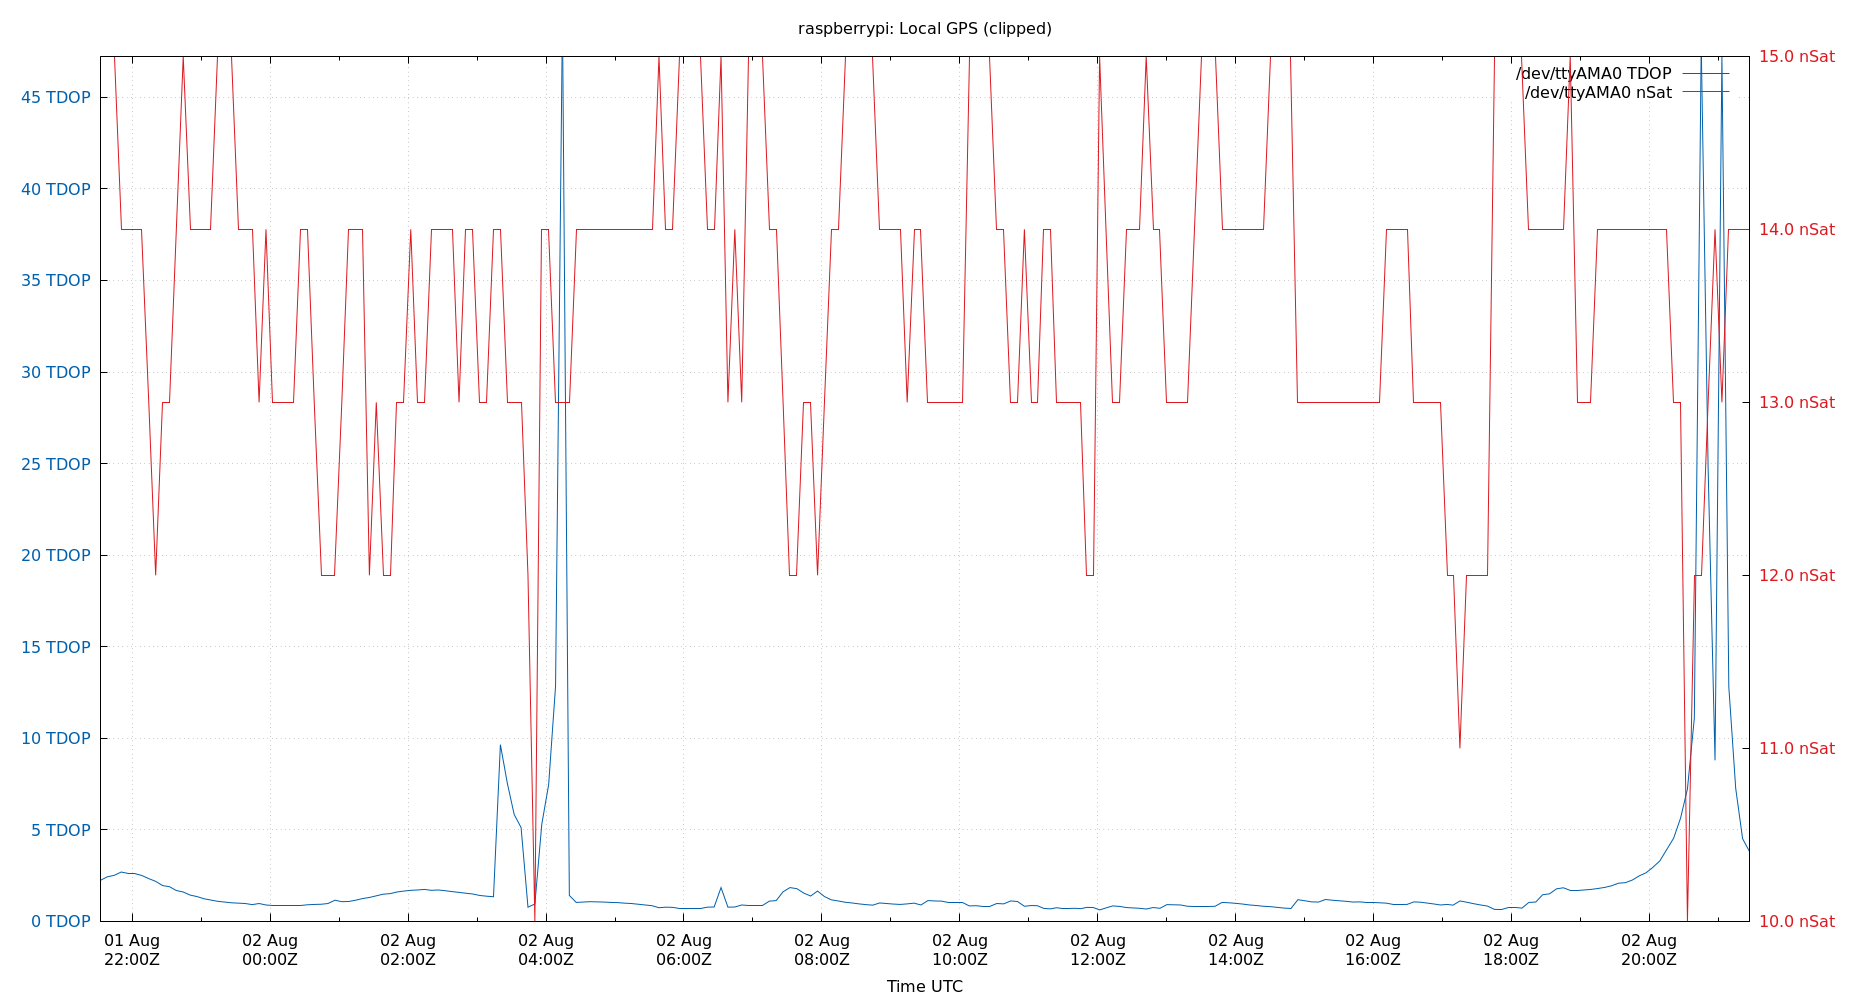 raspberrypi: Local GPS (clipped)
/dev/ttyAMA0 TDOP
/dev/ttyAMA0 nSat
45 TDOP
40 TDOP
35 TDOP
30 TDOP
25 TDOP
20 TDOP
15 TDOP
10 TDOP
5 TDOP
0 TDOP
15.0 nSat
14.0 nSat
13.0 nSat
12.0 nSat
11.0 nSat
10.0 nSat
01 Aug
22:00Z
02 Aug
00:00Z
02 Aug
02:00Z
02 Aug
04:00Z
02 Aug
06:00Z
02 Aug
08:00Z
02 Aug
10:00Z
02 Aug
12:00Z
02 Aug
14:00Z
02 Aug
16:00Z
02 Aug
18:00Z
02 Aug
20:00Z
Time UTC